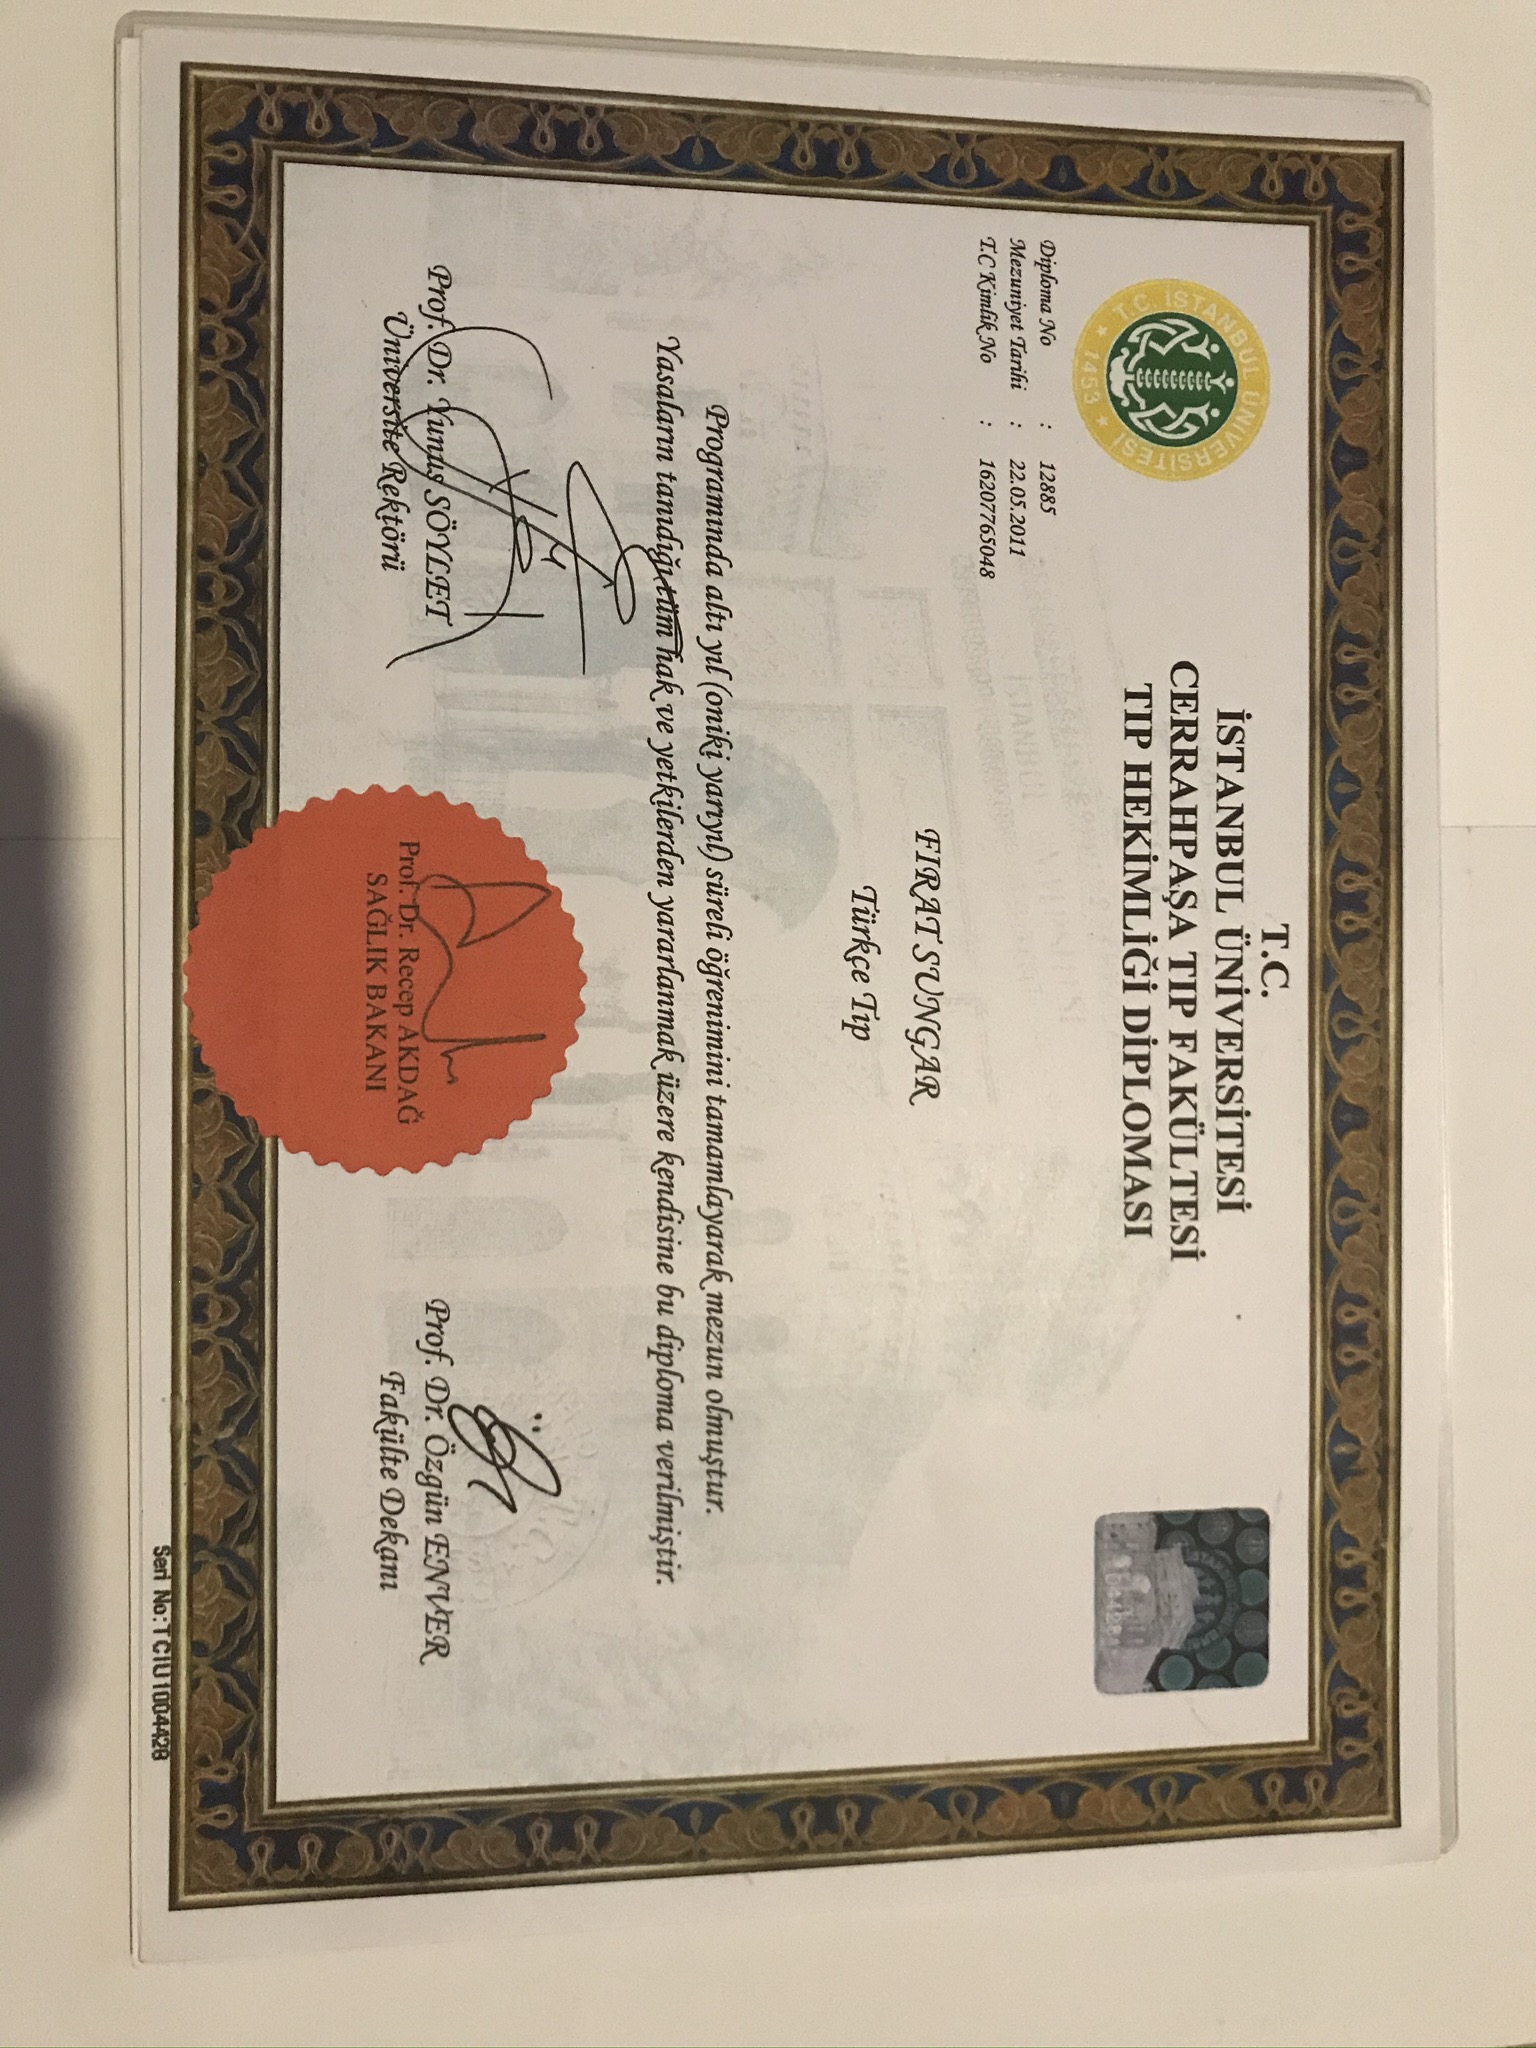 T.C.
İSTANBUL ÜNİVERSİTESİ
CERRAHPAŞA TIP FAKÜLTESİ
TIP HEKİMLİĞİ DİPLOMASI
T.C. İSTANBUL ÜNİVERSİTESİ
★ 1453 ★
Diploma No : 12885
Mezuniyet Tarihi : 22.05.2011
T.C Kimlik No : 16207765048
FIRAT SUNGAR
Türkçe Tıp
Programında altı yıl (oniki yarıyıl) süreli öğrenimini tamamlayarak mezun olmuştur.
Yasaların tanıdığı tüm hak ve yetkilerden yararlanmak üzere kendisine bu diploma verilmiştir.
Prof. Dr. Yunus SÖYLET
Üniversite Rektörü
Prof. Dr. Recep AKDAĞ
SAĞLIK BAKANI
Prof. Dr. Özgün ENVER
Fakülte Dekanı
Seri No:TCIU1004428